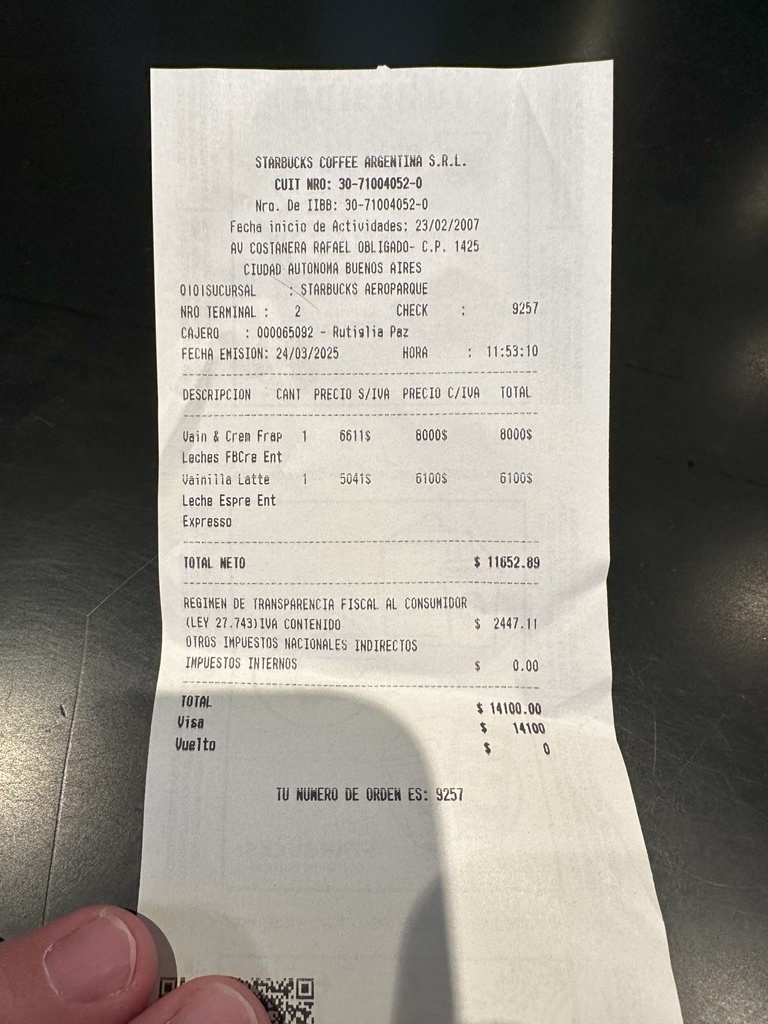 STARBUCKS COFFEE ARGENTINA S.R.L.
CUIT NRO: 30-71004052-0
Nro. De IIBB: 30-71004052-0
Fecha inicio de Actividades: 23/02/2007
AV COSTANERA RAFAEL OBLIGADO- C.P. 1425
CIUDAD AUTONOMA BUENOS AIRES
0101SUCURSAL : STARBUCKS AEROPARQUE
NRO TERMINAL : 2 CHECK : 9257
CAJERO : 000065092 - Rutiglia Paz
FECHA EMISION: 24/03/2025 HORA : 11:53:10
DESCRIPCION CANT PRECIO S/IVA PRECIO C/IVA TOTAL
Vain & Crem Frap 1 6611$ 8000$ 8000$
Leches FBCre Ent
Vainilla Latte 1 5041$ 6100$ 6100$
Leche Espre Ent
Expresso
TOTAL NETO $ 11652.89
REGIMEN DE TRANSPARENCIA FISCAL AL CONSUMIDOR
(LEY 27.743)IVA CONTENIDO $ 2447.11
OTROS IMPUESTOS NACIONALES INDIRECTOS
IMPUESTOS INTERNOS $ 0.00
TOTAL $ 14100.00
Visa $ 14100
Vuelto $ 0
TU NUMERO DE ORDEN ES: 9257